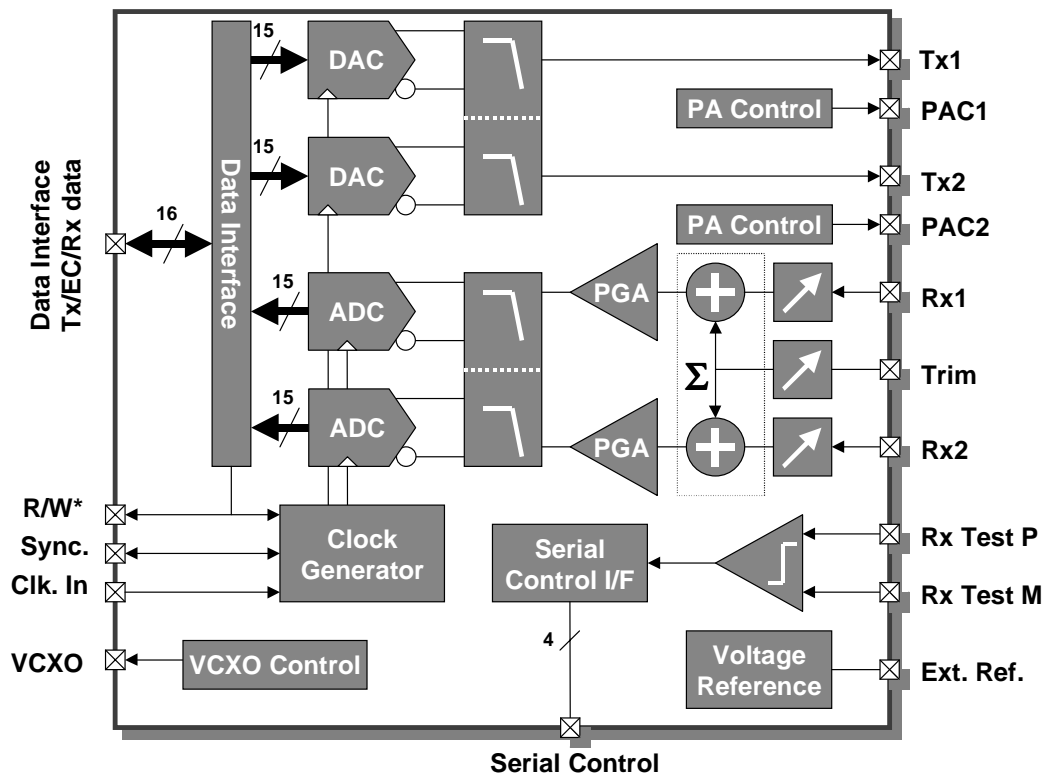 15
DAC
Tx1
PA Control
PAC1
15
DAC
Tx2
PA Control
PAC2
Data Interface
Tx/EC/Rx data
16
Data Interface
15
ADC
PGA
Rx1
Σ
Trim
15
ADC
PGA
Rx2
R/W*
Sync.
Clk. In
Clock
Generator
Serial
Control I/F
Rx Test P
Rx Test M
4
VCXO
VCXO Control
Voltage
Reference
Ext. Ref.
Serial Control